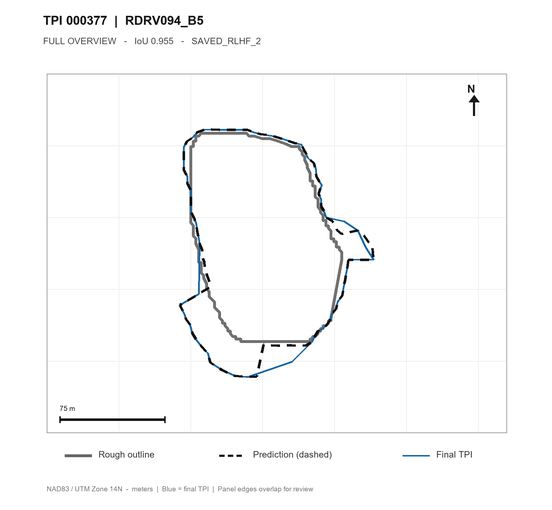 TPI 000377 | RDRV094_B5
FULL OVERVIEW - IoU 0.955 - SAVED_RLHF_2
N
75 m
Rough outline
Prediction (dashed)
Final TPI
NAD83 / UTM Zone 14N - meters | Blue = final TPI | Panel edges overlap for review